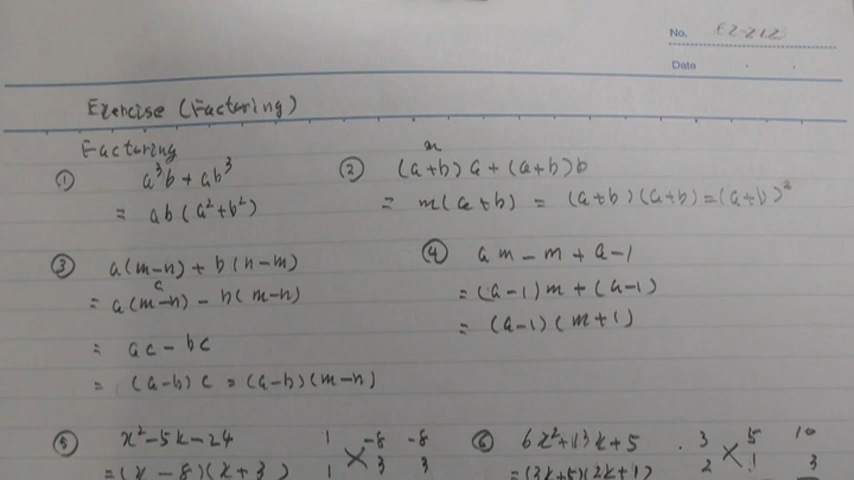 No. EZ-212
Date
Exercise (Factoring)
Factoring
① a³b + ab³
= ab(a²+b²)
② (a+b)a + (a+b)b
m
= m(a+b) = (a+b)(a+b) = (a+b)²
③ a(m-n) + b(n-m)
= a(m-n) - b(m-n)
c
= ac - bc
= (a-b)c = (a-b)(m-n)
④ am - m + a - 1
= (a-1)m + (a-1)
= (a-1)(m+1)
⑤ x²-5x-24
= (x - 8)(x + 3)
1 -8 -8
1 3 3
⑥ 6x²+13x+5
= (3x+5)(2x+1)
3 5 10
2 1 3